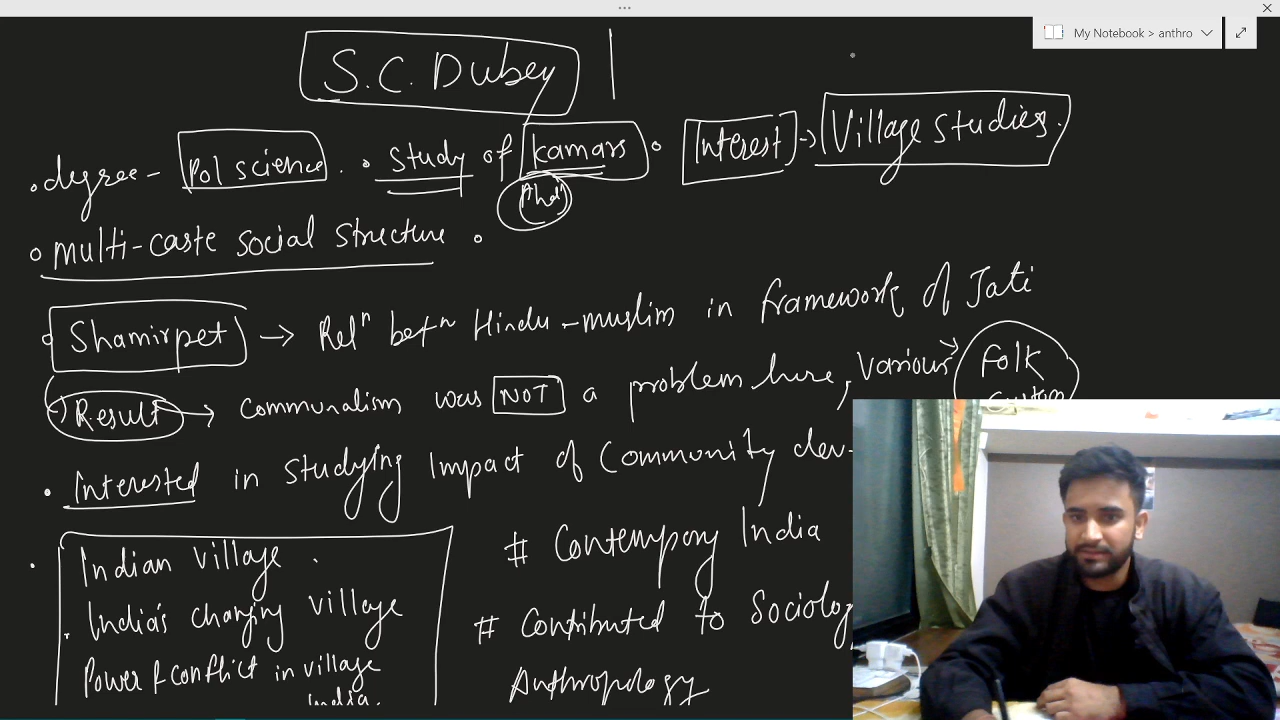 My Notebook > anthro
S.C. Dubey
• degree - Pol science. • Study of Kamars • Interest → Village studies.
Phd
• multi-caste social structure •
• Shamirpet → Relⁿ betⁿ Hindu-muslim in framework of Jati
Result → communalism was NOT a problem here, various → Folk
• Interested in studying Impact of Community dev-
• Indian village.
• India's changing village
Power & conflict in village
India.
# Contempory India
# Contributed to Sociology
Anthropology